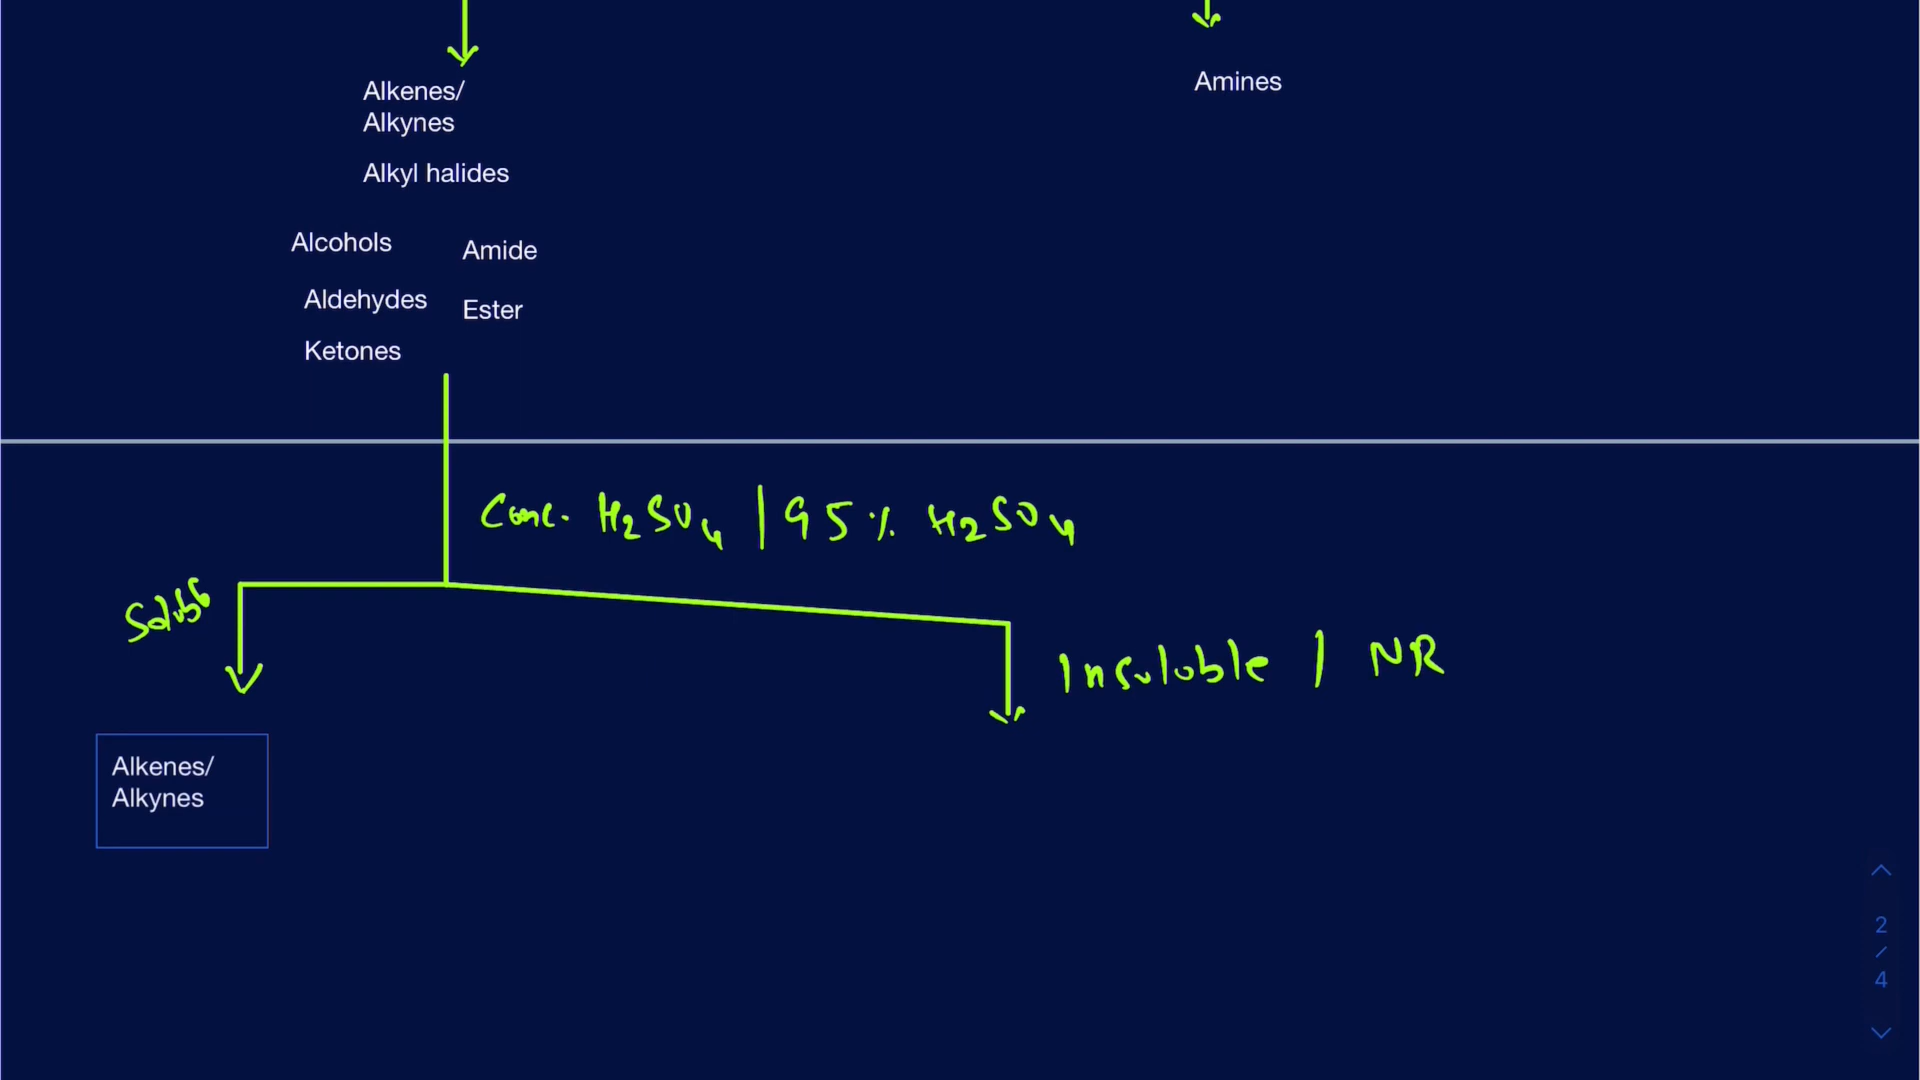 Alkenes/
Alkynes
Amines
Alkyl halides
Alcohols
Amide
Aldehydes
Ester
Ketones
Conc. H₂SO₄ | 95% H₂SO₄
Insoluble | NR
Alkenes/
Alkynes
2
/
4